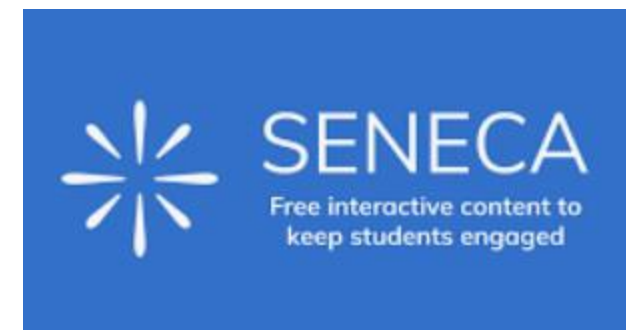 SENECA
Free interactive content to
keep students engaged